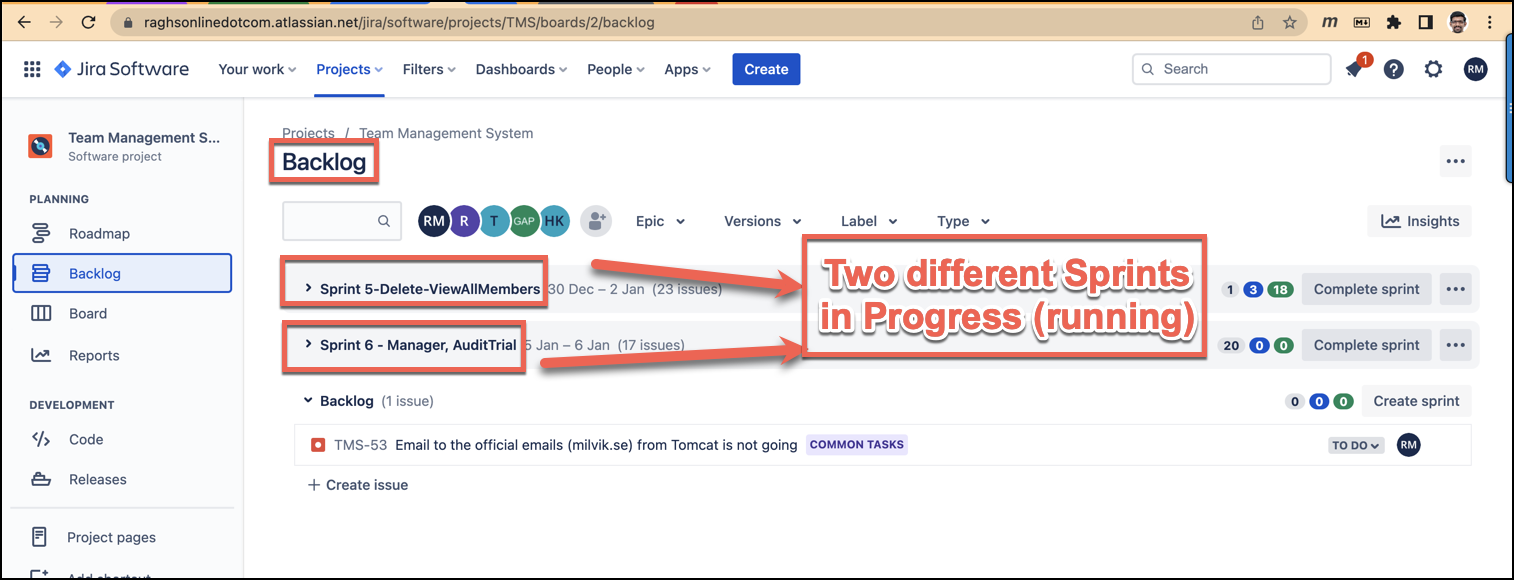 raghsonlinedotcom.atlassian.net/jira/software/projects/TMS/boards/2/backlog
Jira Software
Your work
Projects
Filters
Dashboards
People
Apps
Create
Search
1
RM
Team Management S...
Software project
PLANNING
Roadmap
Backlog
Board
Reports
DEVELOPMENT
Code
Releases
Project pages
Add shortcut
Projects / Team Management System
Backlog
RM R T GAP HK
Epic
Versions
Label
Type
Insights
Sprint 5-Delete-ViewAllMembers 30 Dec – 2 Jan (23 issues)
1 3 18 Complete sprint
Two different Sprints
in Progress (running)
Sprint 6 - Manager, AuditTrial 5 Jan – 6 Jan (17 issues)
20 0 0 Complete sprint
Backlog (1 issue)
0 0 0 Create sprint
TMS-53 Email to the official emails (milvik.se) from Tomcat is not going COMMON TASKS
TO DO RM
+ Create issue